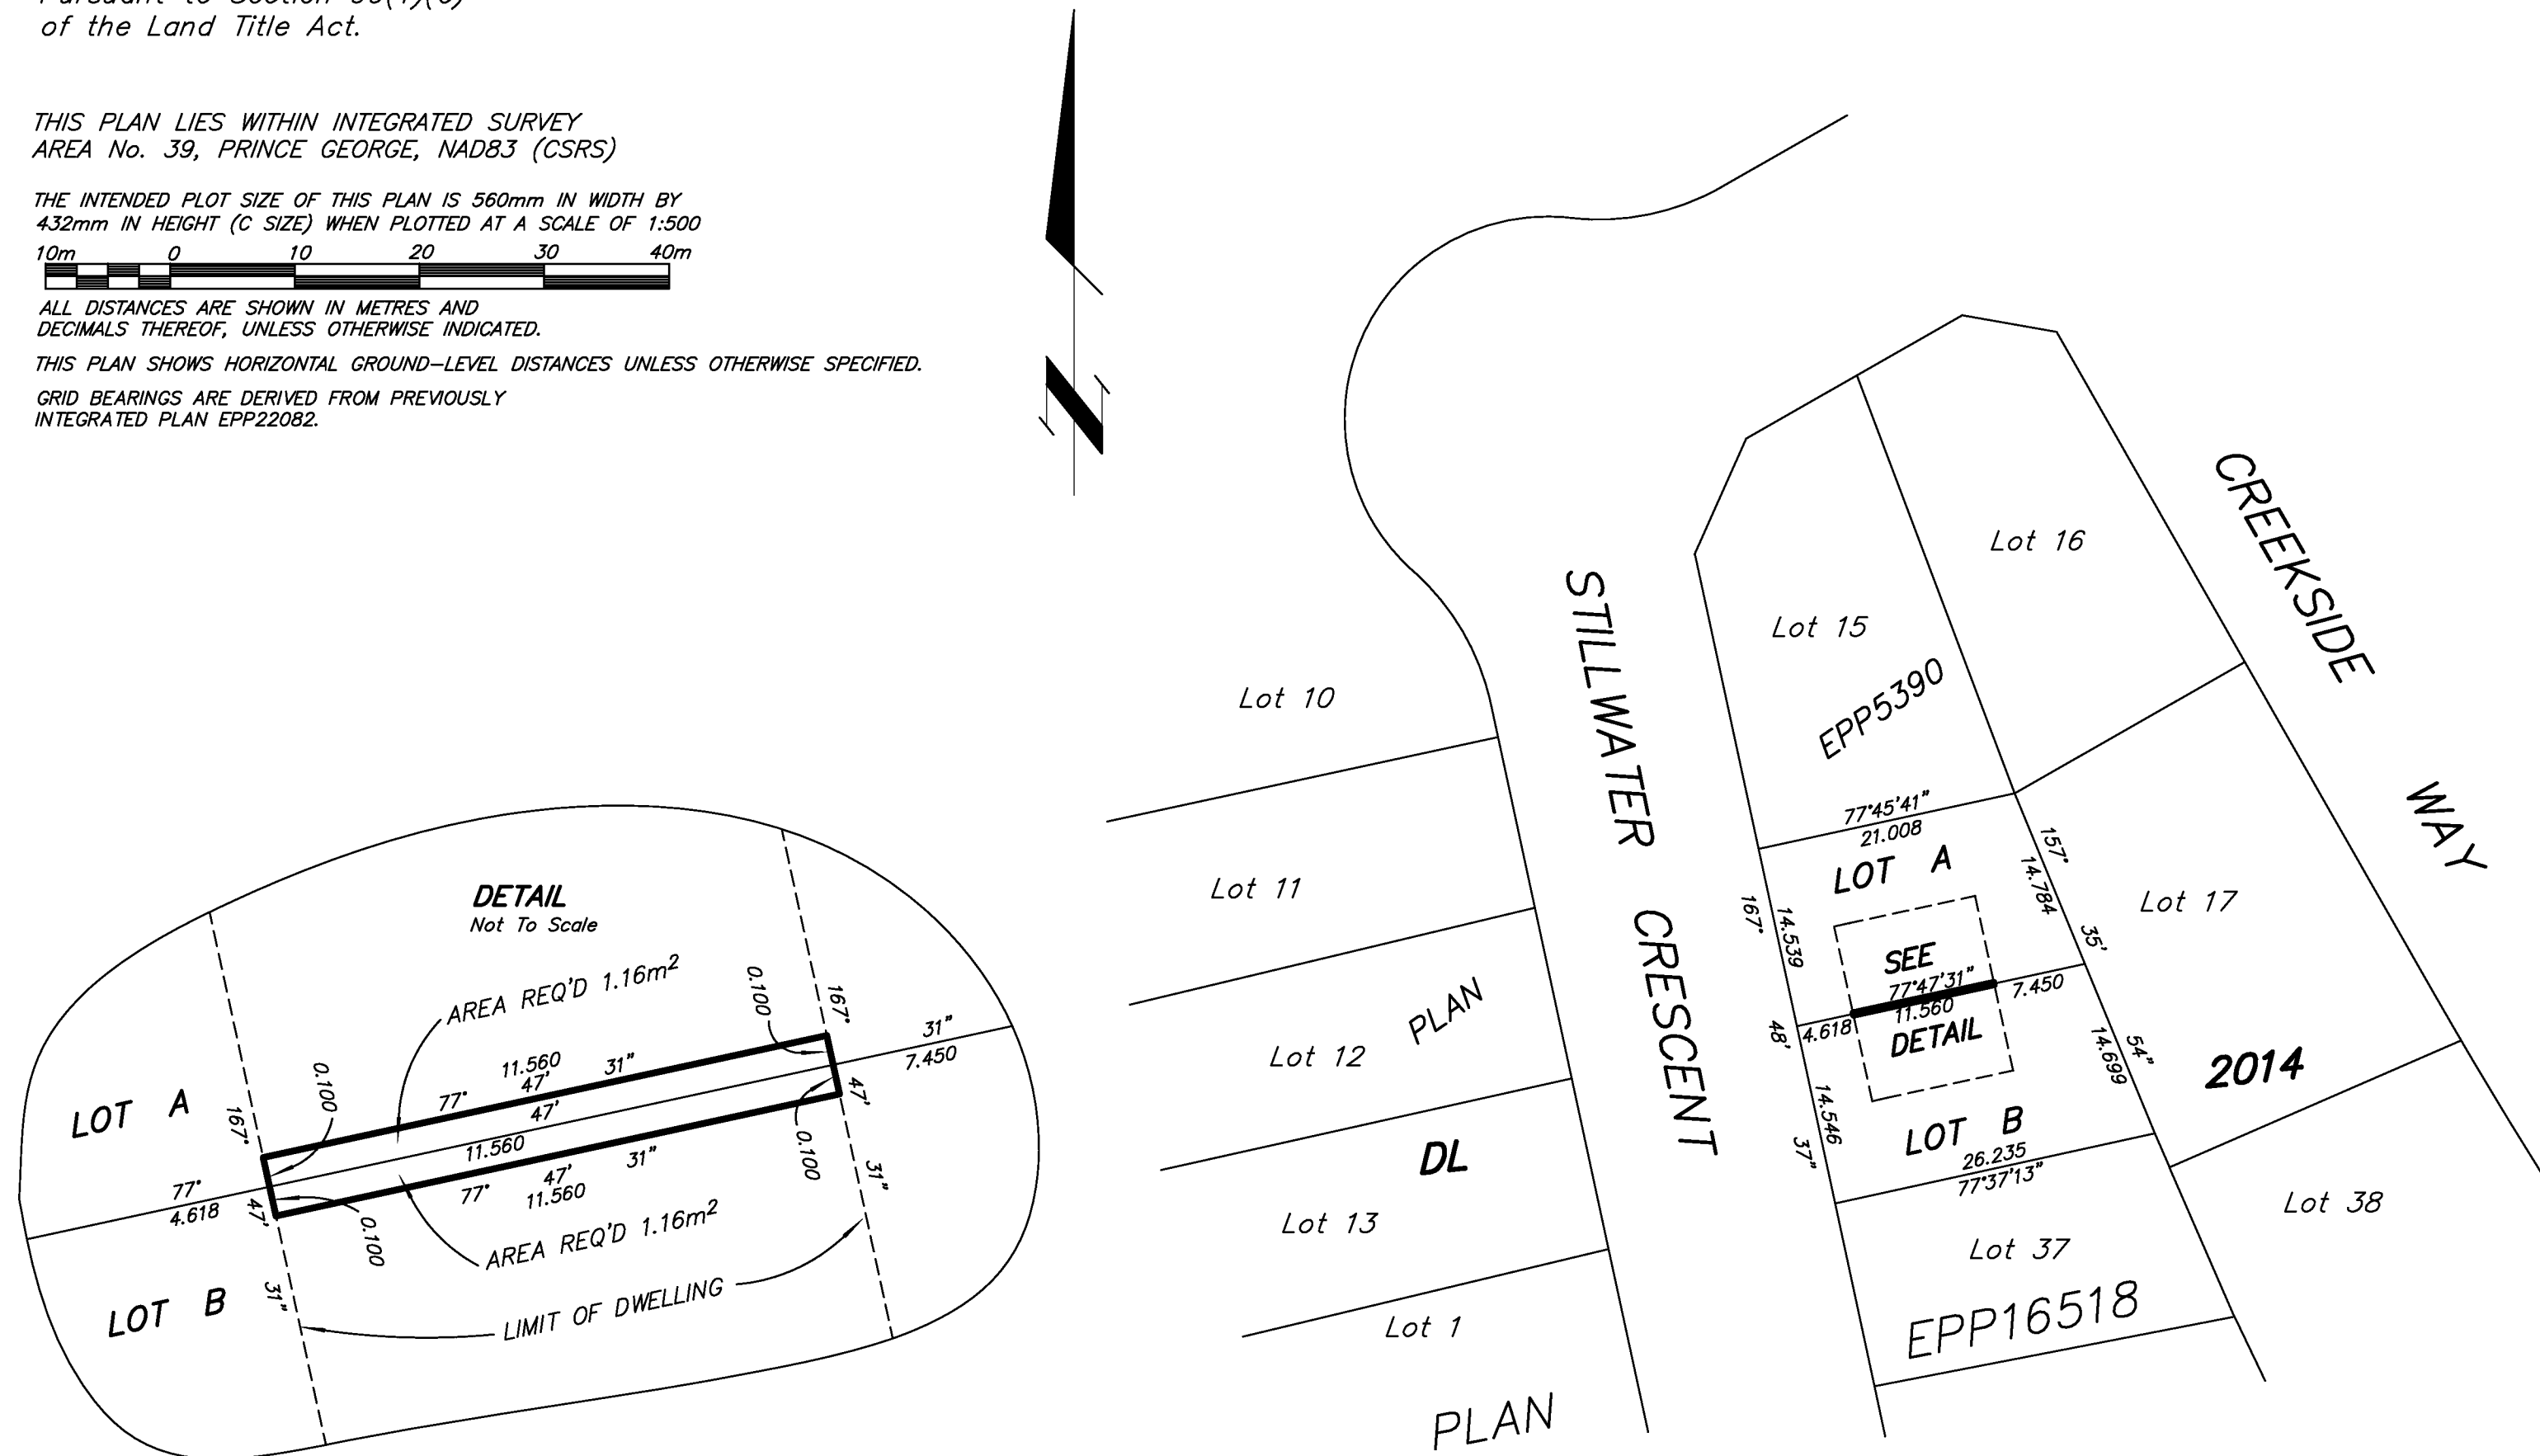 of the Land Title Act.
THIS PLAN LIES WITHIN INTEGRATED SURVEY
AREA No. 39, PRINCE GEORGE, NAD83 (CSRS)
THE INTENDED PLOT SIZE OF THIS PLAN IS 560mm IN WIDTH BY
432mm IN HEIGHT (C SIZE) WHEN PLOTTED AT A SCALE OF 1:500
10m 0 10 20 30 40m
ALL DISTANCES ARE SHOWN IN METRES AND
DECIMALS THEREOF, UNLESS OTHERWISE INDICATED.
THIS PLAN SHOWS HORIZONTAL GROUND-LEVEL DISTANCES UNLESS OTHERWISE SPECIFIED.
GRID BEARINGS ARE DERIVED FROM PREVIOUSLY
INTEGRATED PLAN EPP22082.
N
DETAIL
Not To Scale
AREA REQ'D 1.16m²
0.100
167°
31"
7.450
11.560
77° 47' 31"
47'
47'
0.100
0.100
LOT A
167°
11.560
77° 47' 31"
11.560
31"
77°
4.618
47'
0.100
AREA REQ'D 1.16m²
LIMIT OF DWELLING
LOT B
31"
Lot 10
Lot 11
Lot 12
PLAN
DL
Lot 13
Lot 1
PLAN
STILLWATER CRESCENT
CREEKSIDE WAY
Lot 16
Lot 15
EPP5390
77°45'41"
21.008
LOT A
157°
14.784
35'
Lot 17
167°
14.539
SEE
77°47'31"
11.560
7.450
4.618
48'
DETAIL
54"
14.699
2014
14.546
37"
LOT B
26.235
77°37'13"
Lot 38
Lot 37
EPP16518